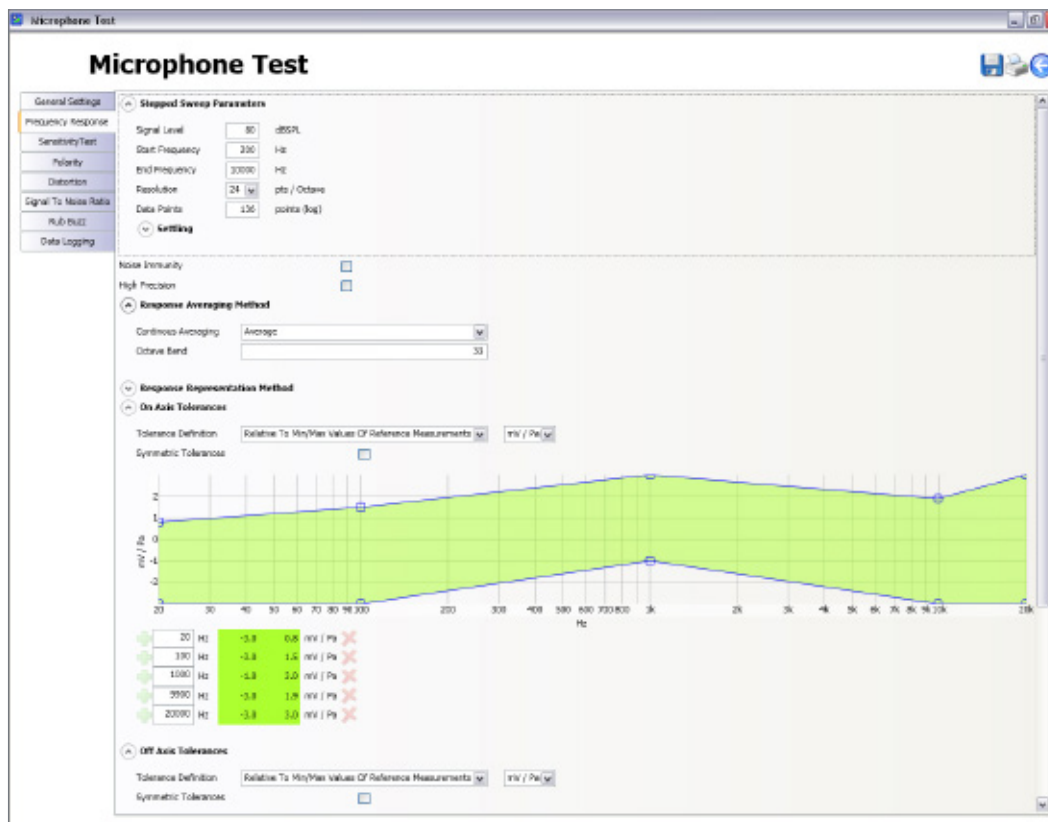 Microphone Test
Microphone Test
General Settings
Frequency Response
SensitivityTest
Polarity
Distortion
Signal To Noise Ratio
Rub Buzz
Data Logging
Stepped Sweep Parameters
Signal Level 80 dBSPL
Start Frequency 200 Hz
End Frequency 10000 Hz
Resolution 24 pts / Octave
Data Points 136 points (log)
Settling
Noise Immunity
High Precision
Response Averaging Method
Continous Averaging Average
Octave Band 33
Response Representation Method
On Axis Tolerances
Tolerance Definition Relative To Min/Max Values Of Reference Measurements mV / Pa
Symmetric Tolerances
2
1
0
-1
-2
mV / Pa
20 30 40 50 60 70 80 90 100 200 300 400 500 600 700 800 1k 2k 3k 4k 5k 6k 7k 8k 9k 10k 20k
Hz
20 Hz -3.0 0.8 mV / Pa
100 Hz -3.0 1.5 mV / Pa
1000 Hz -1.0 3.0 mV / Pa
9900 Hz -3.0 1.9 mV / Pa
20000 Hz -3.0 3.0 mV / Pa
Off Axis Tolerances
Tolerance Definition Relative To Min/Max Values Of Reference Measurements mV / Pa
Symmetric Tolerances